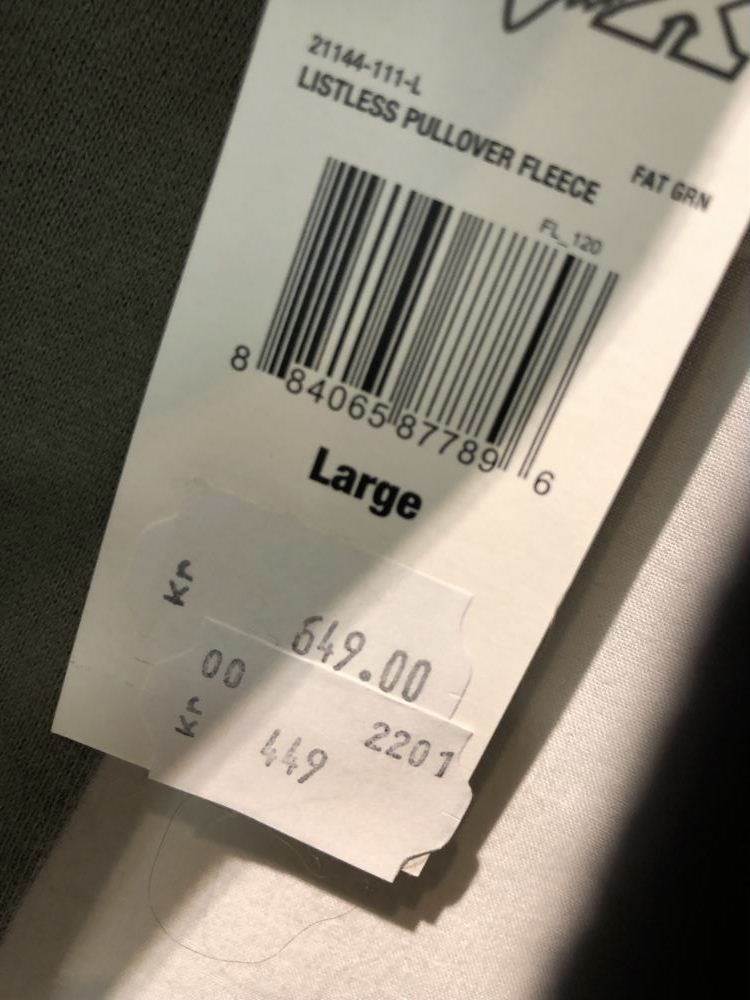 21144-111-L
LISTLESS PULLOVER FLEECE
FAT GRN
FL_120
8 84065 87789 6
Large
kr 649.00
00 2201
kr 449